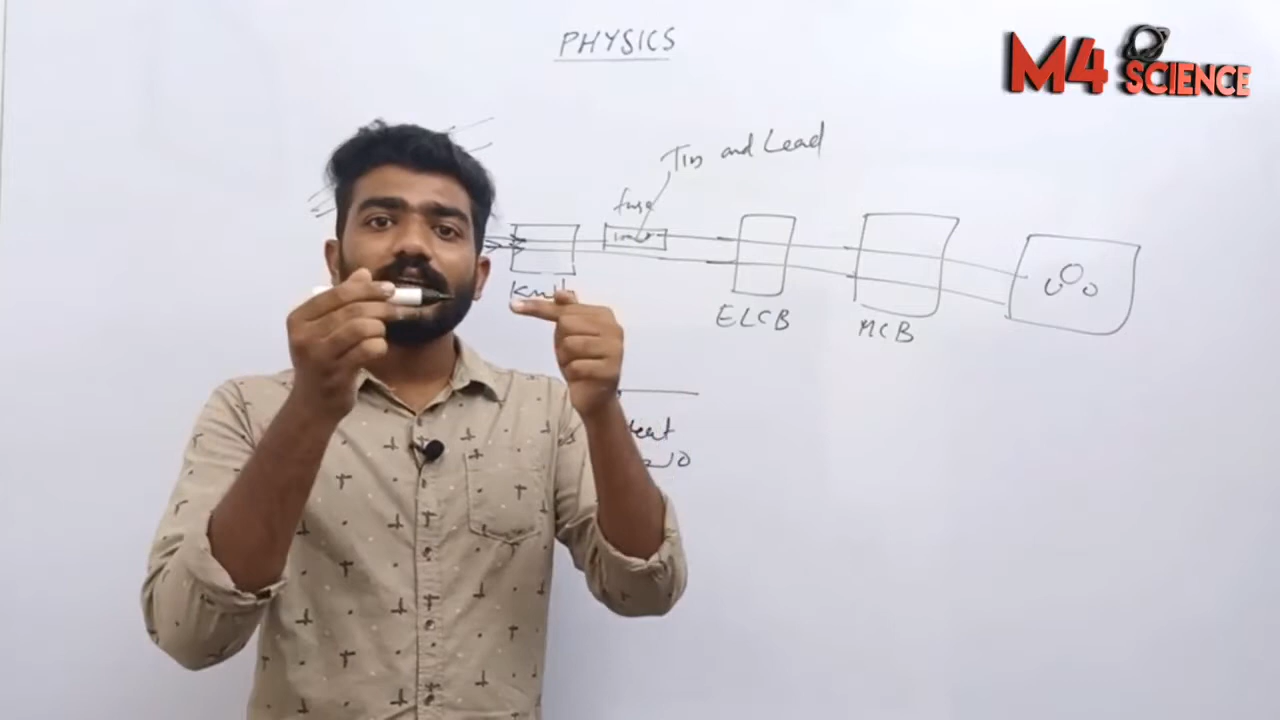 PHYSICS
M4 SCIENCE
Tin and Lead
fuse
ELCB
MCB